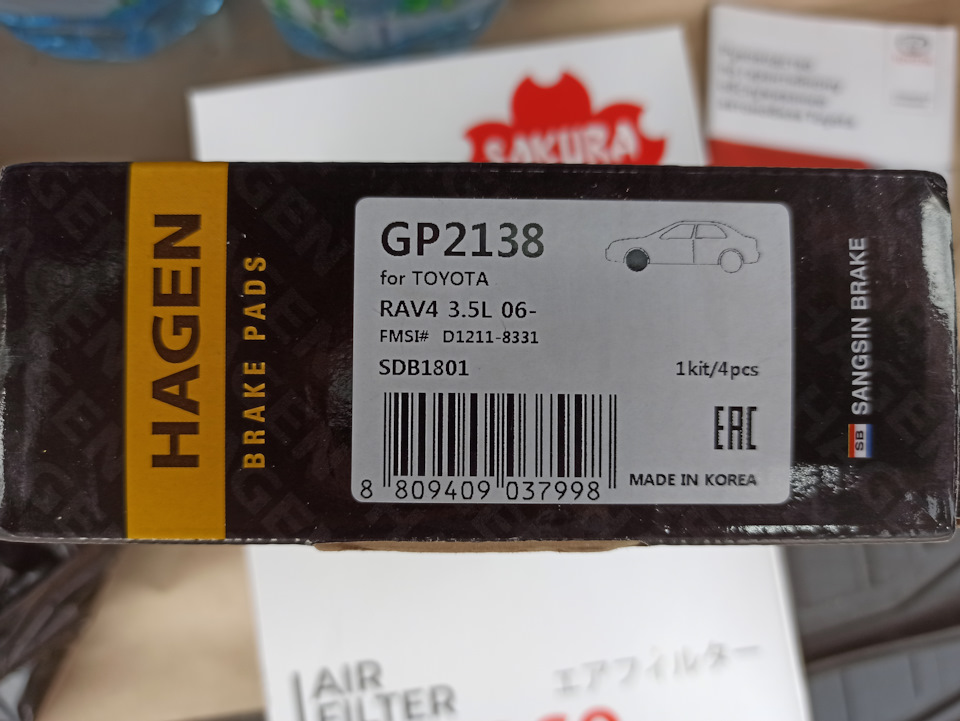 SAKURA
HAGEN
BRAKE PADS
GP2138
for TOYOTA
RAV4 3.5L 06-
FMSI# D1211-8331
SDB1801
1kit/4pcs
EAC
8 809409 037998
MADE IN KOREA
SB
SANGSIN BRAKE
AIR
FILTER
エアフィルター